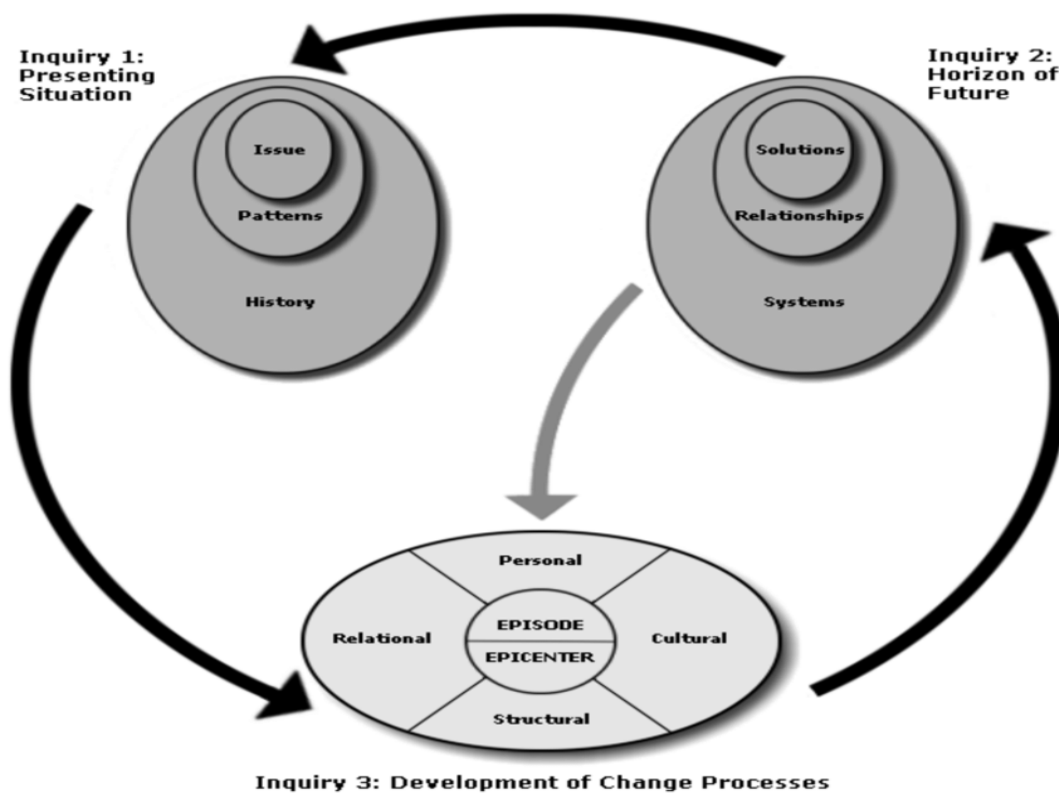 Inquiry 1:
Presenting
Situation
Issue
Patterns
History
Inquiry 2:
Horizon of
Future
Solutions
Relationships
Systems
Personal
Relational
EPISODE
EPICENTER
Cultural
Structural
Inquiry 3: Development of Change Processes